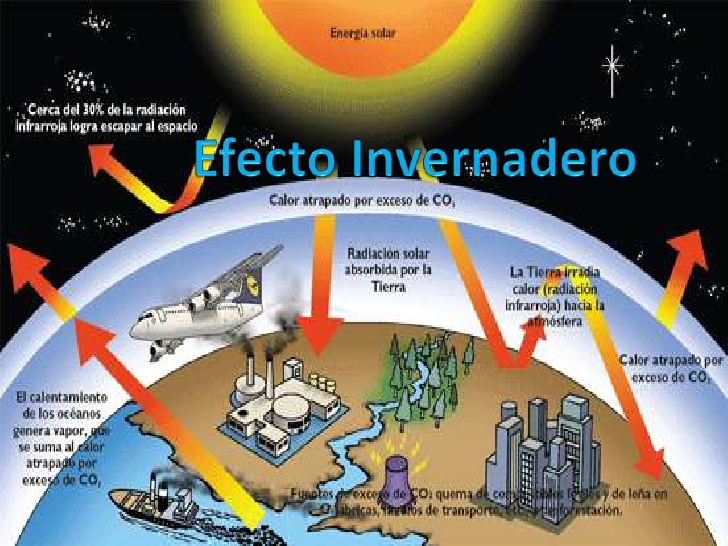 Energía solar
Cerca del 30% de la radiación
infrarroja logra escapar al espacio
Efecto Invernadero
Calor atrapado por exceso de CO₂
Radiación solar
absorbida por la
Tierra
La Tierra irradia
calor (radiación
infrarroja) hacia la
atmósfera
Calor atrapado por
exceso de CO₂
El calentamiento
de los océanos
genera vapor, que
se suma al calor
atrapado por
exceso de CO₂
Fuentes de exceso de CO₂ quema de combustibles fósiles y de leña en
fábricas, medios de transporte, deforestación.